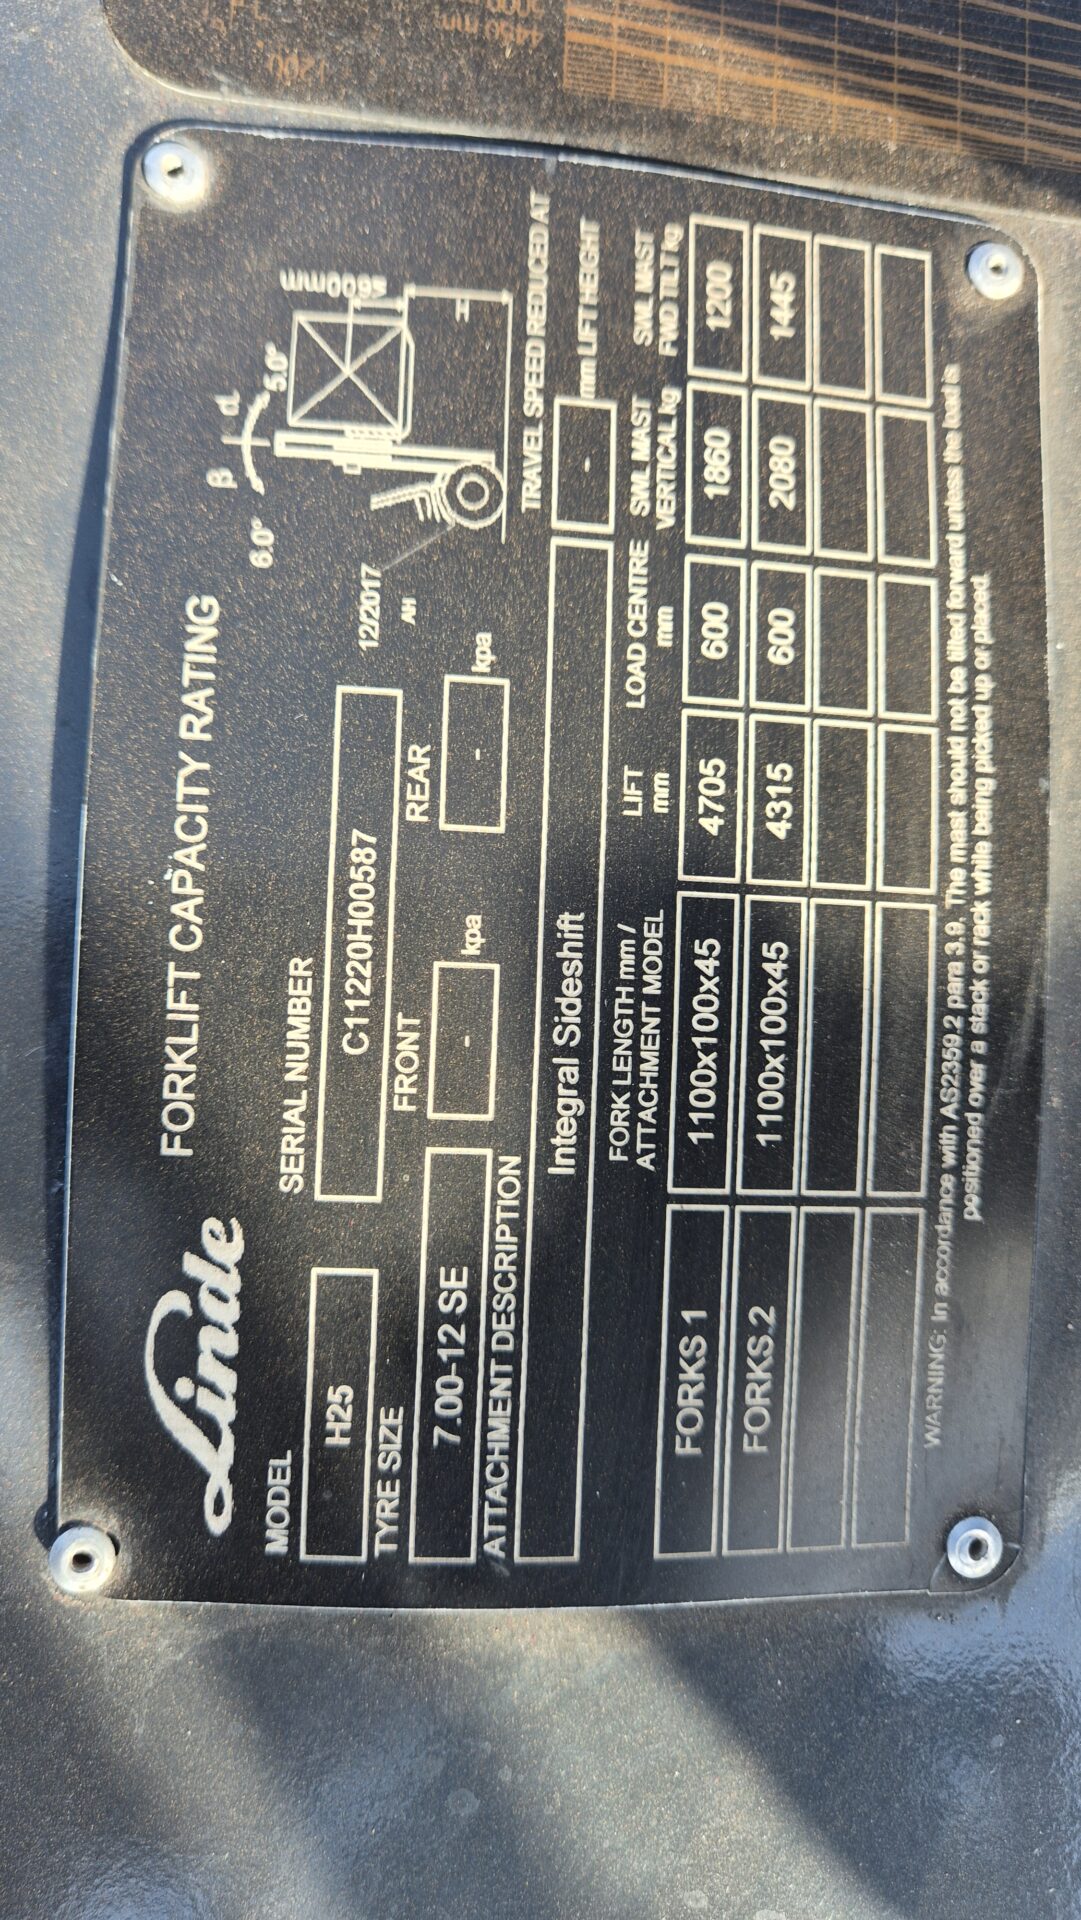 Linde FORKLIFT CAPACITY RATING
β α
6.0° 5.0°
≤600mm
H
MODEL SERIAL NUMBER
H25 C11220H00587 12/2017
AH
TYRE SIZE FRONT REAR
7.00-12 SE - kpa - kpa
ATTACHMENT DESCRIPTION TRAVEL SPEED REDUCED AT
Integral Sideshift - mm LIFT HEIGHT
FORK LENGTH mm / LIFT LOAD CENTRE SWL MAST SWL MAST
ATTACHMENT MODEL mm mm VERTICAL kg FWD TILT kg
FORKS 1 1100x100x45 4705 600 1860 1200
FORKS 2 1100x100x45 4315 600 2080 1445
WARNING: In accordance with AS2359.2 para 3.9. The mast should not be tilted forward unless the load is
positioned over a stack or rack while being picked up or placed.